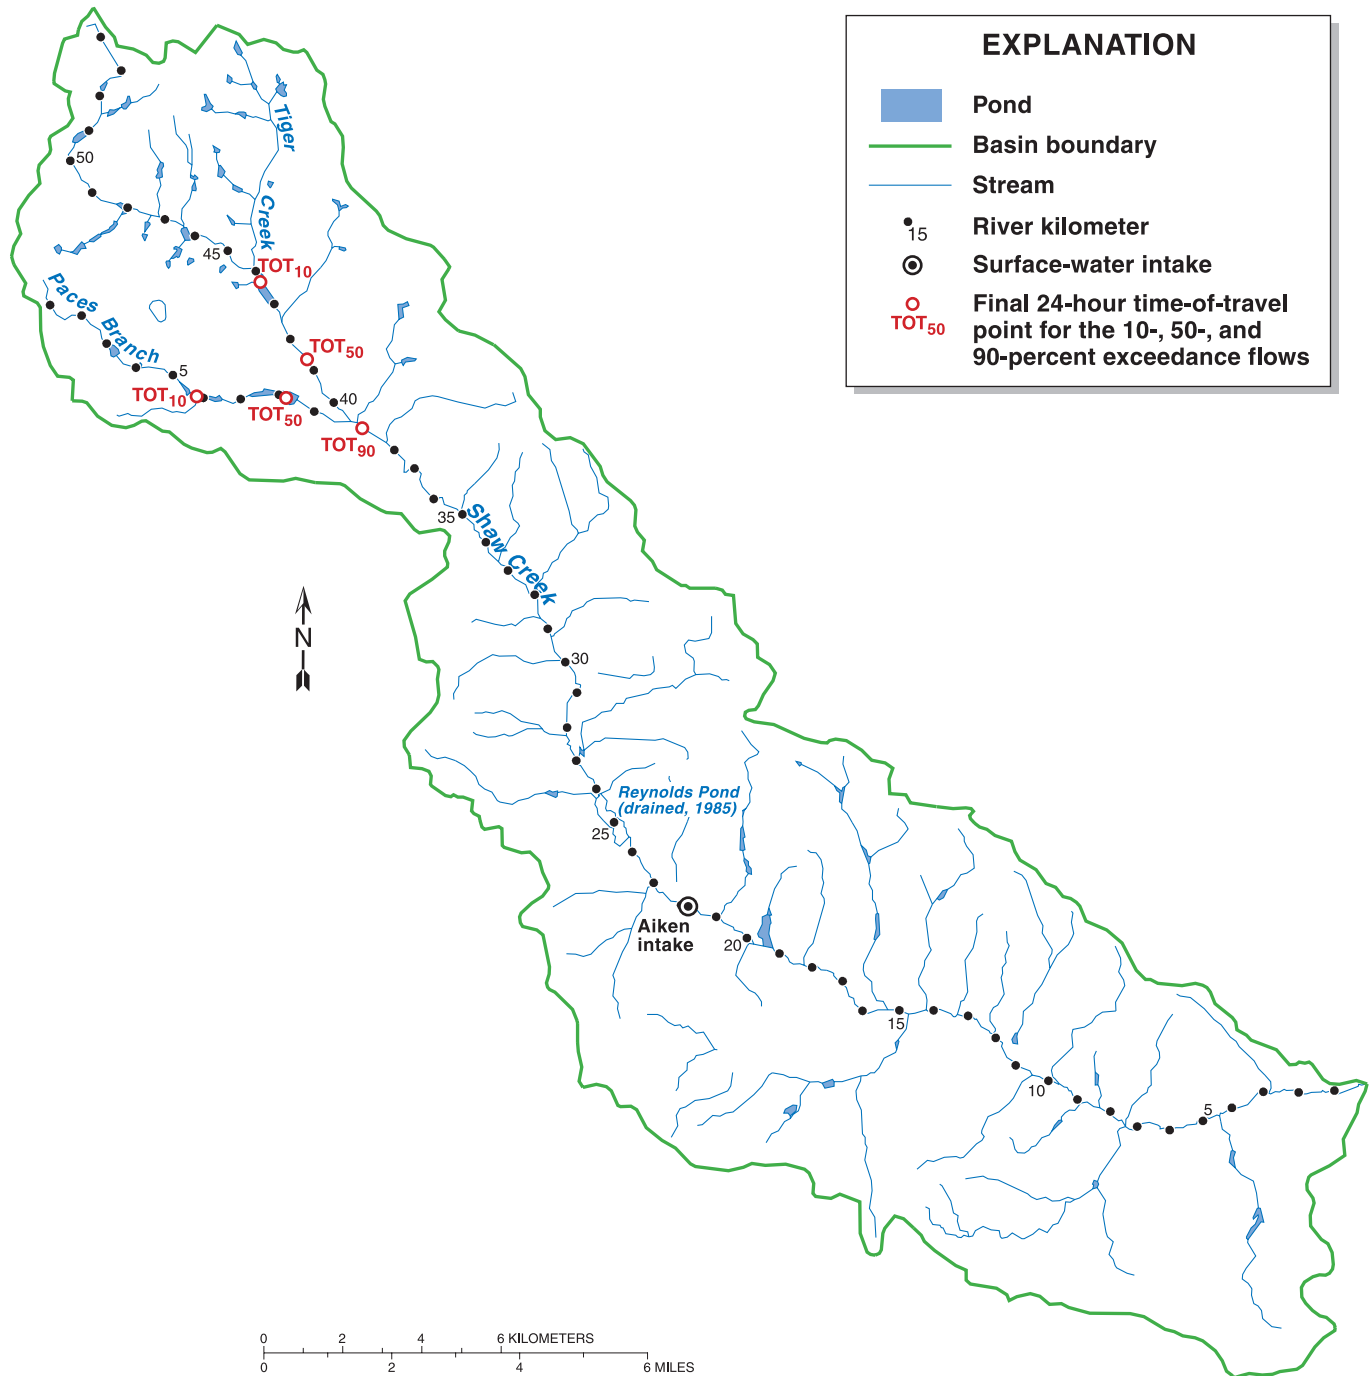 EXPLANATION
Pond
Basin boundary
Stream
15
River kilometer
Surface-water intake
TOT50
Final 24-hour time-of-travel
point for the 10-, 50-, and
90-percent exceedance flows
Tiger
Creek
50
45
TOT10
Paces
Branch
5
TOT10
TOT50
TOT50
40
TOT90
35
Shaw Creek
N
30
Reynolds Pond
(drained, 1985)
25
Aiken
intake
20
15
10
5
0 2 4 6 KILOMETERS
0 2 4 6 MILES